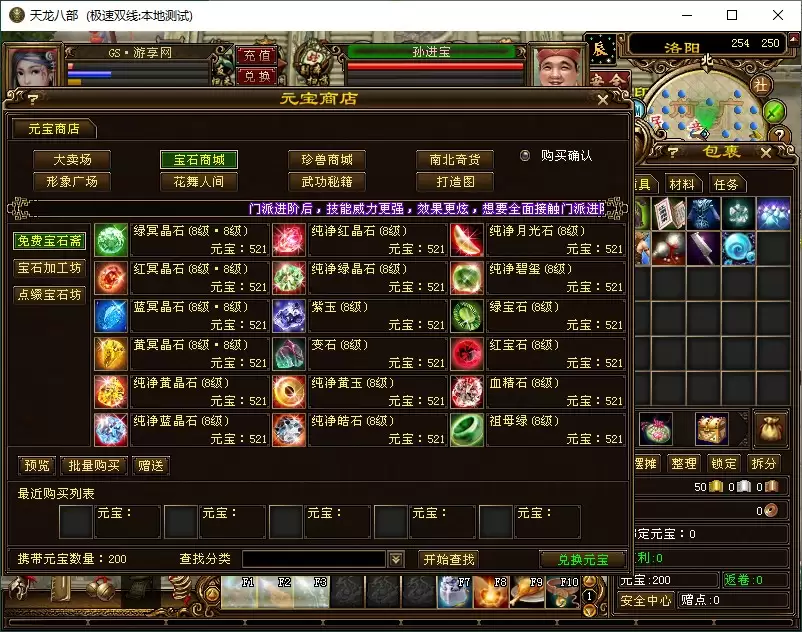 天龙八部 (极速双线:本地测试)
GS·游享网
充值
兑换
孙进宝
洛阳 254 250
北
元宝商店
包裹
元宝商店
大卖场 宝石商城 珍兽商城 南北奇货 购买确认
形象广场 花舞人间 武功秘籍 打造图
具 材料 任务
门派进阶后，技能威力更强，效果更炫，想要全面接触门派进阶
免费宝石斋
宝石加工坊
点缀宝石坊
绿冥晶石(8级·8级) 元宝：521
纯净红晶石(8级) 元宝：521
纯净月光石(8级) 元宝：521
红冥晶石(8级·8级) 元宝：521
纯净绿晶石(8级) 元宝：521
纯净碧玺(8级) 元宝：521
蓝冥晶石(8级·8级) 元宝：521
紫玉(8级) 元宝：521
绿宝石(8级) 元宝：521
黄冥晶石(8级·8级) 元宝：521
变石(8级) 元宝：521
红宝石(8级) 元宝：521
纯净黄晶石(8级) 元宝：521
纯净黄玉(8级) 元宝：521
血精石(8级) 元宝：521
纯净蓝晶石(8级) 元宝：521
纯净皓石(8级) 元宝：521
祖母绿(8级) 元宝：521
预览 批量购买 赠送
摆摊 整理 锁定 拆分
最近购买列表
元宝： 元宝： 元宝： 元宝： 元宝：
50 0 0
0
定元宝：0
利:0
携带元宝数量：200 查找分类 开始查找 兑换元宝
元宝:200 返卷:0
安全中心 赠点:0
F1 F2 F3 F7 F8 F9 F10 1